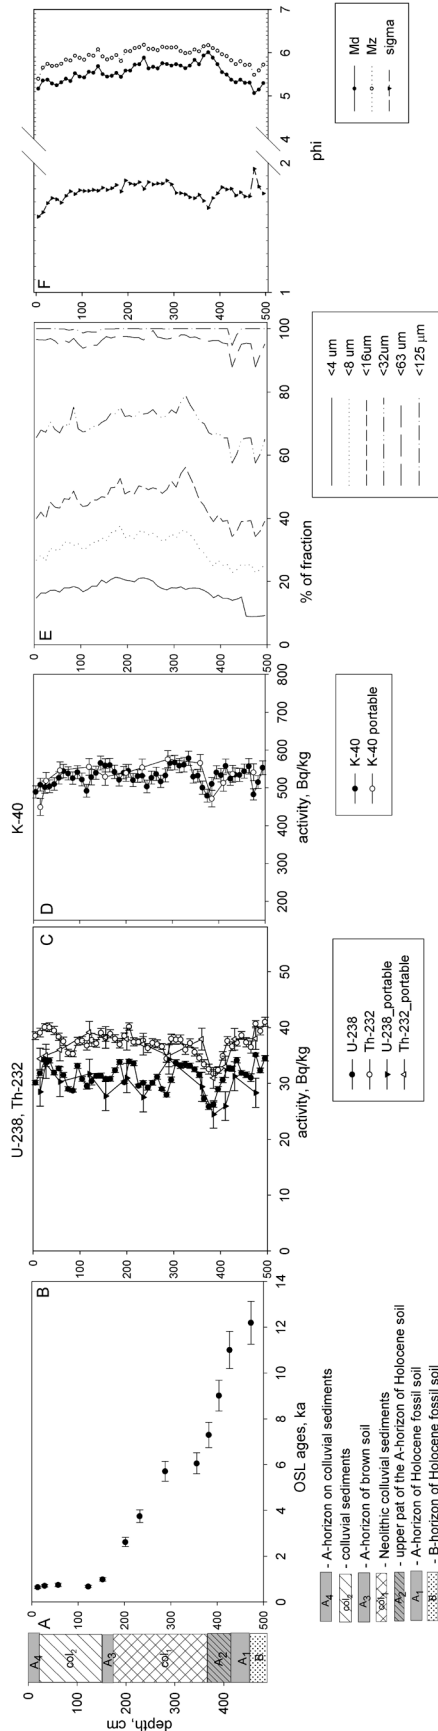 A
depth, cm
0
100
200
300
400
500
A₄
col₂
A₃
col₁
A₂
A₁
B
A₄ - A-horizon on colluvial sediments
col₂ - colluvial sediments
A₃ - A-horizon of brown soil
col₁ - Neolithic colluvial sediments
A₂ - upper pat of the A-horizon of Holocene soil
A₁ - A-horizon of Holocene fossil soil
B - B-horizon of Holocene fossil soil
B
0 2 4 6 8 10 12 14
OSL ages, ka
U-238, Th-232
C
0 100 200 300 400 500
0 10 20 30 40 50
activity, Bq/kg
U-238
Th-232
U-238_portable
Th-232_portable
K-40
D
200 300 400 500 600 700 800
activity, Bq/kg
K-40
K-40 portable
E
0 100 200 300 400 500
0 20 40 60 80 100
% of fraction
<4 um
<8 um
<16um
<32um
<63 um
<125 μm
F
1 2 4 5 6 7
0 100 200 300 400 500
phi
Md
Mz
sigma